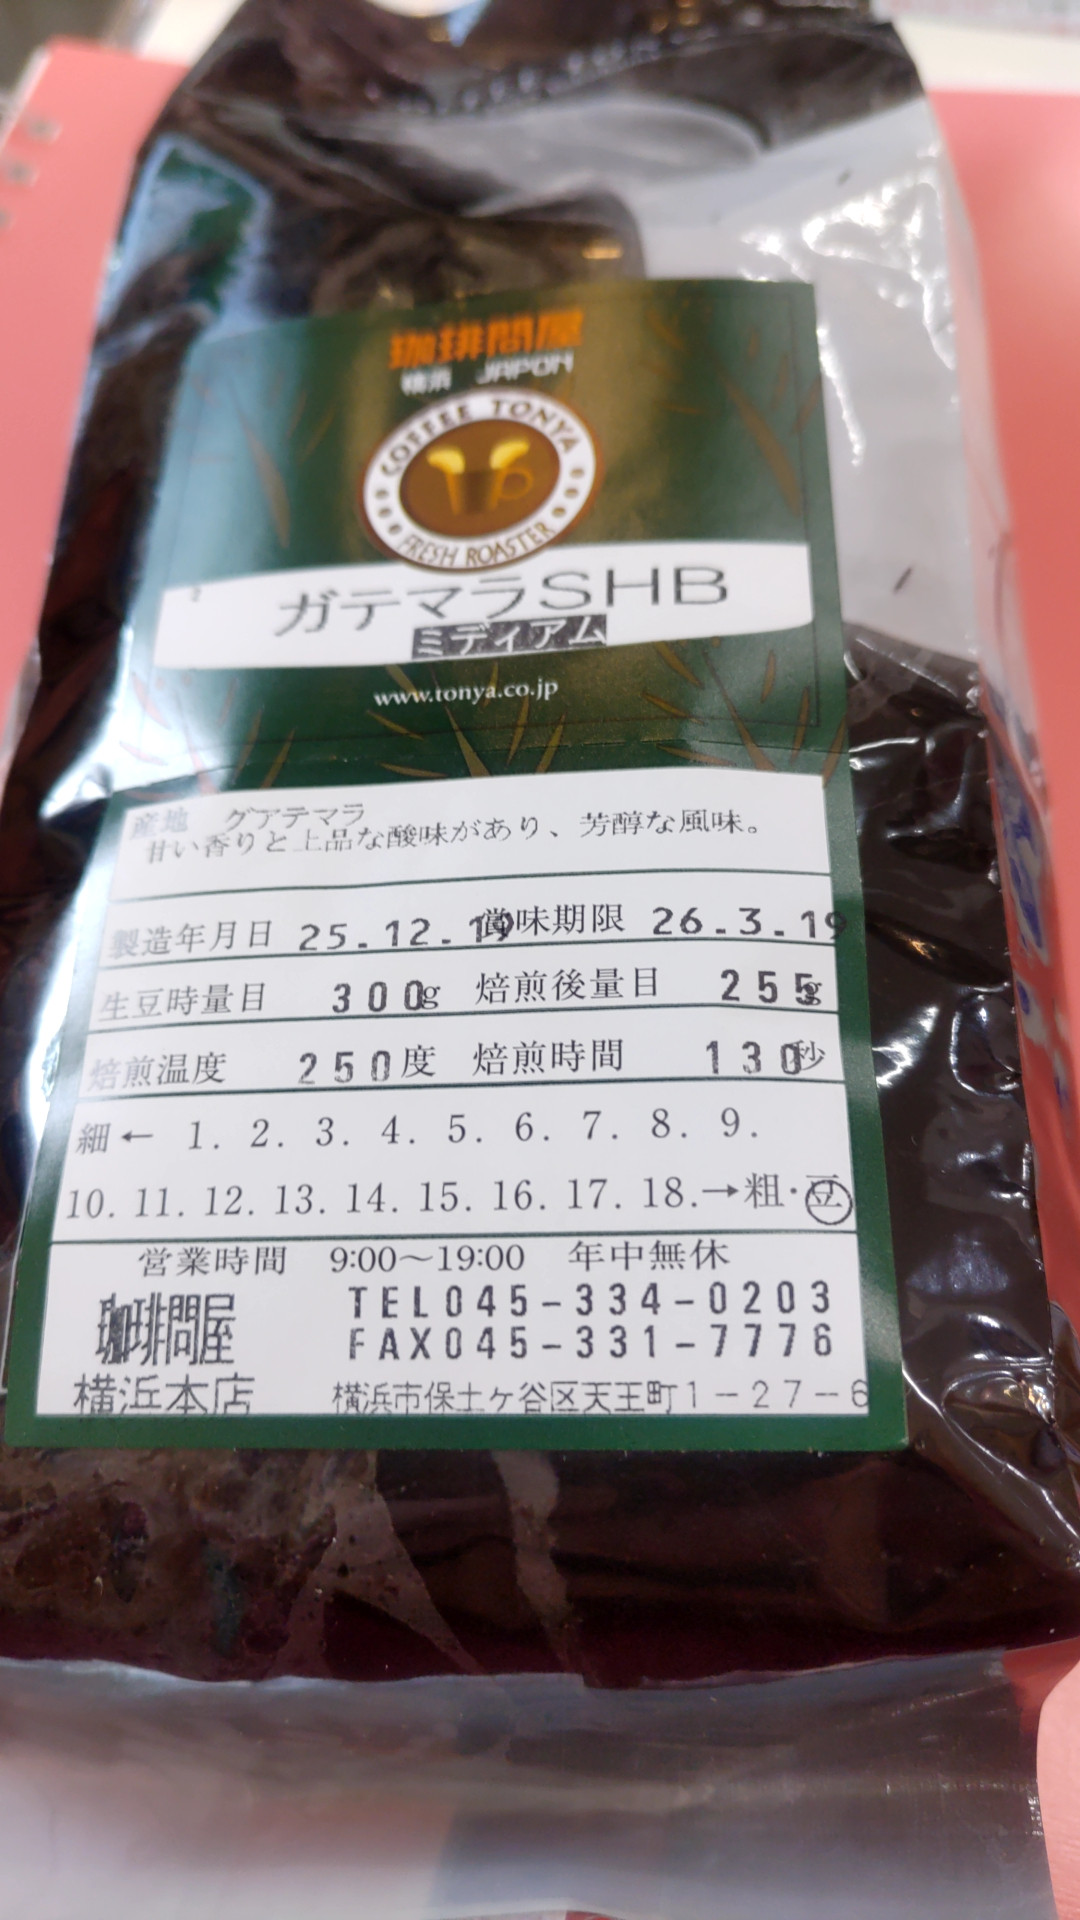 珈琲問屋
横浜 JAPON
COFFEE TONYA
FRESH ROASTER
ガテマラSHB
ミディアム
www.tonya.co.jp
産地 グアテマラ
甘い香りと上品な酸味があり、芳醇な風味。
製造年月日 25.12.19 賞味期限 26.3.19
生豆時量目 300g 焙煎後量目 255g
焙煎温度 250度 焙煎時間 130秒
細← 1. 2. 3. 4. 5. 6. 7. 8. 9.
10. 11. 12. 13. 14. 15. 16. 17. 18.→粗・豆
営業時間 9:00〜19:00 年中無休
珈琲問屋 TEL045-334-0203
FAX045-331-7776
横浜本店 横浜市保土ヶ谷区天王町1-27-6